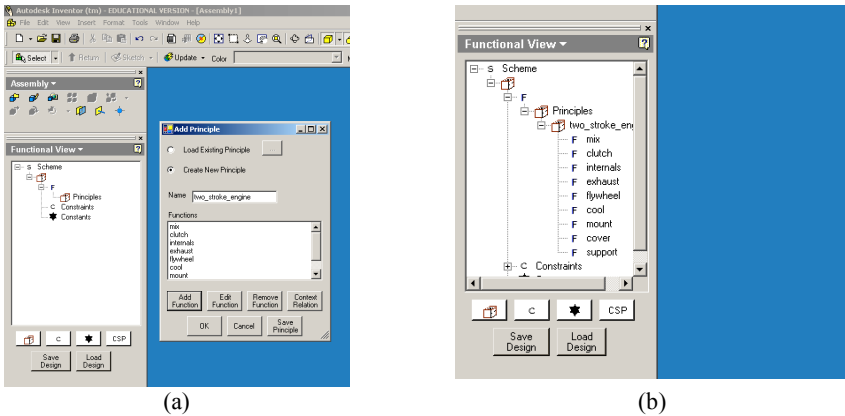 Autodesk Inventor (tm) - EDUCATIONAL VERSION - [Assembly1]
File Edit View Insert Format Tools Window Help
Select Return Sketch Update Color
Assembly
Functional View
S Scheme
F
Principles
C Constraints
Constants
C CSP
Save Design Load Design
Add Principle
Load Existing Principle ...
Create New Principle
Name two_stroke_engine
Functions
mix
clutch
internals
exhaust
flywheel
cool
mount
Add Function Edit Function Remove Function Context Relation
OK Cancel Save Principle
(a)
Functional View
S Scheme
F
Principles
two_stroke_en
F mix
F clutch
F internals
F exhaust
F flywheel
F cool
F mount
F cover
F support
C Constraints
C CSP
Save Design Load Design
(b)